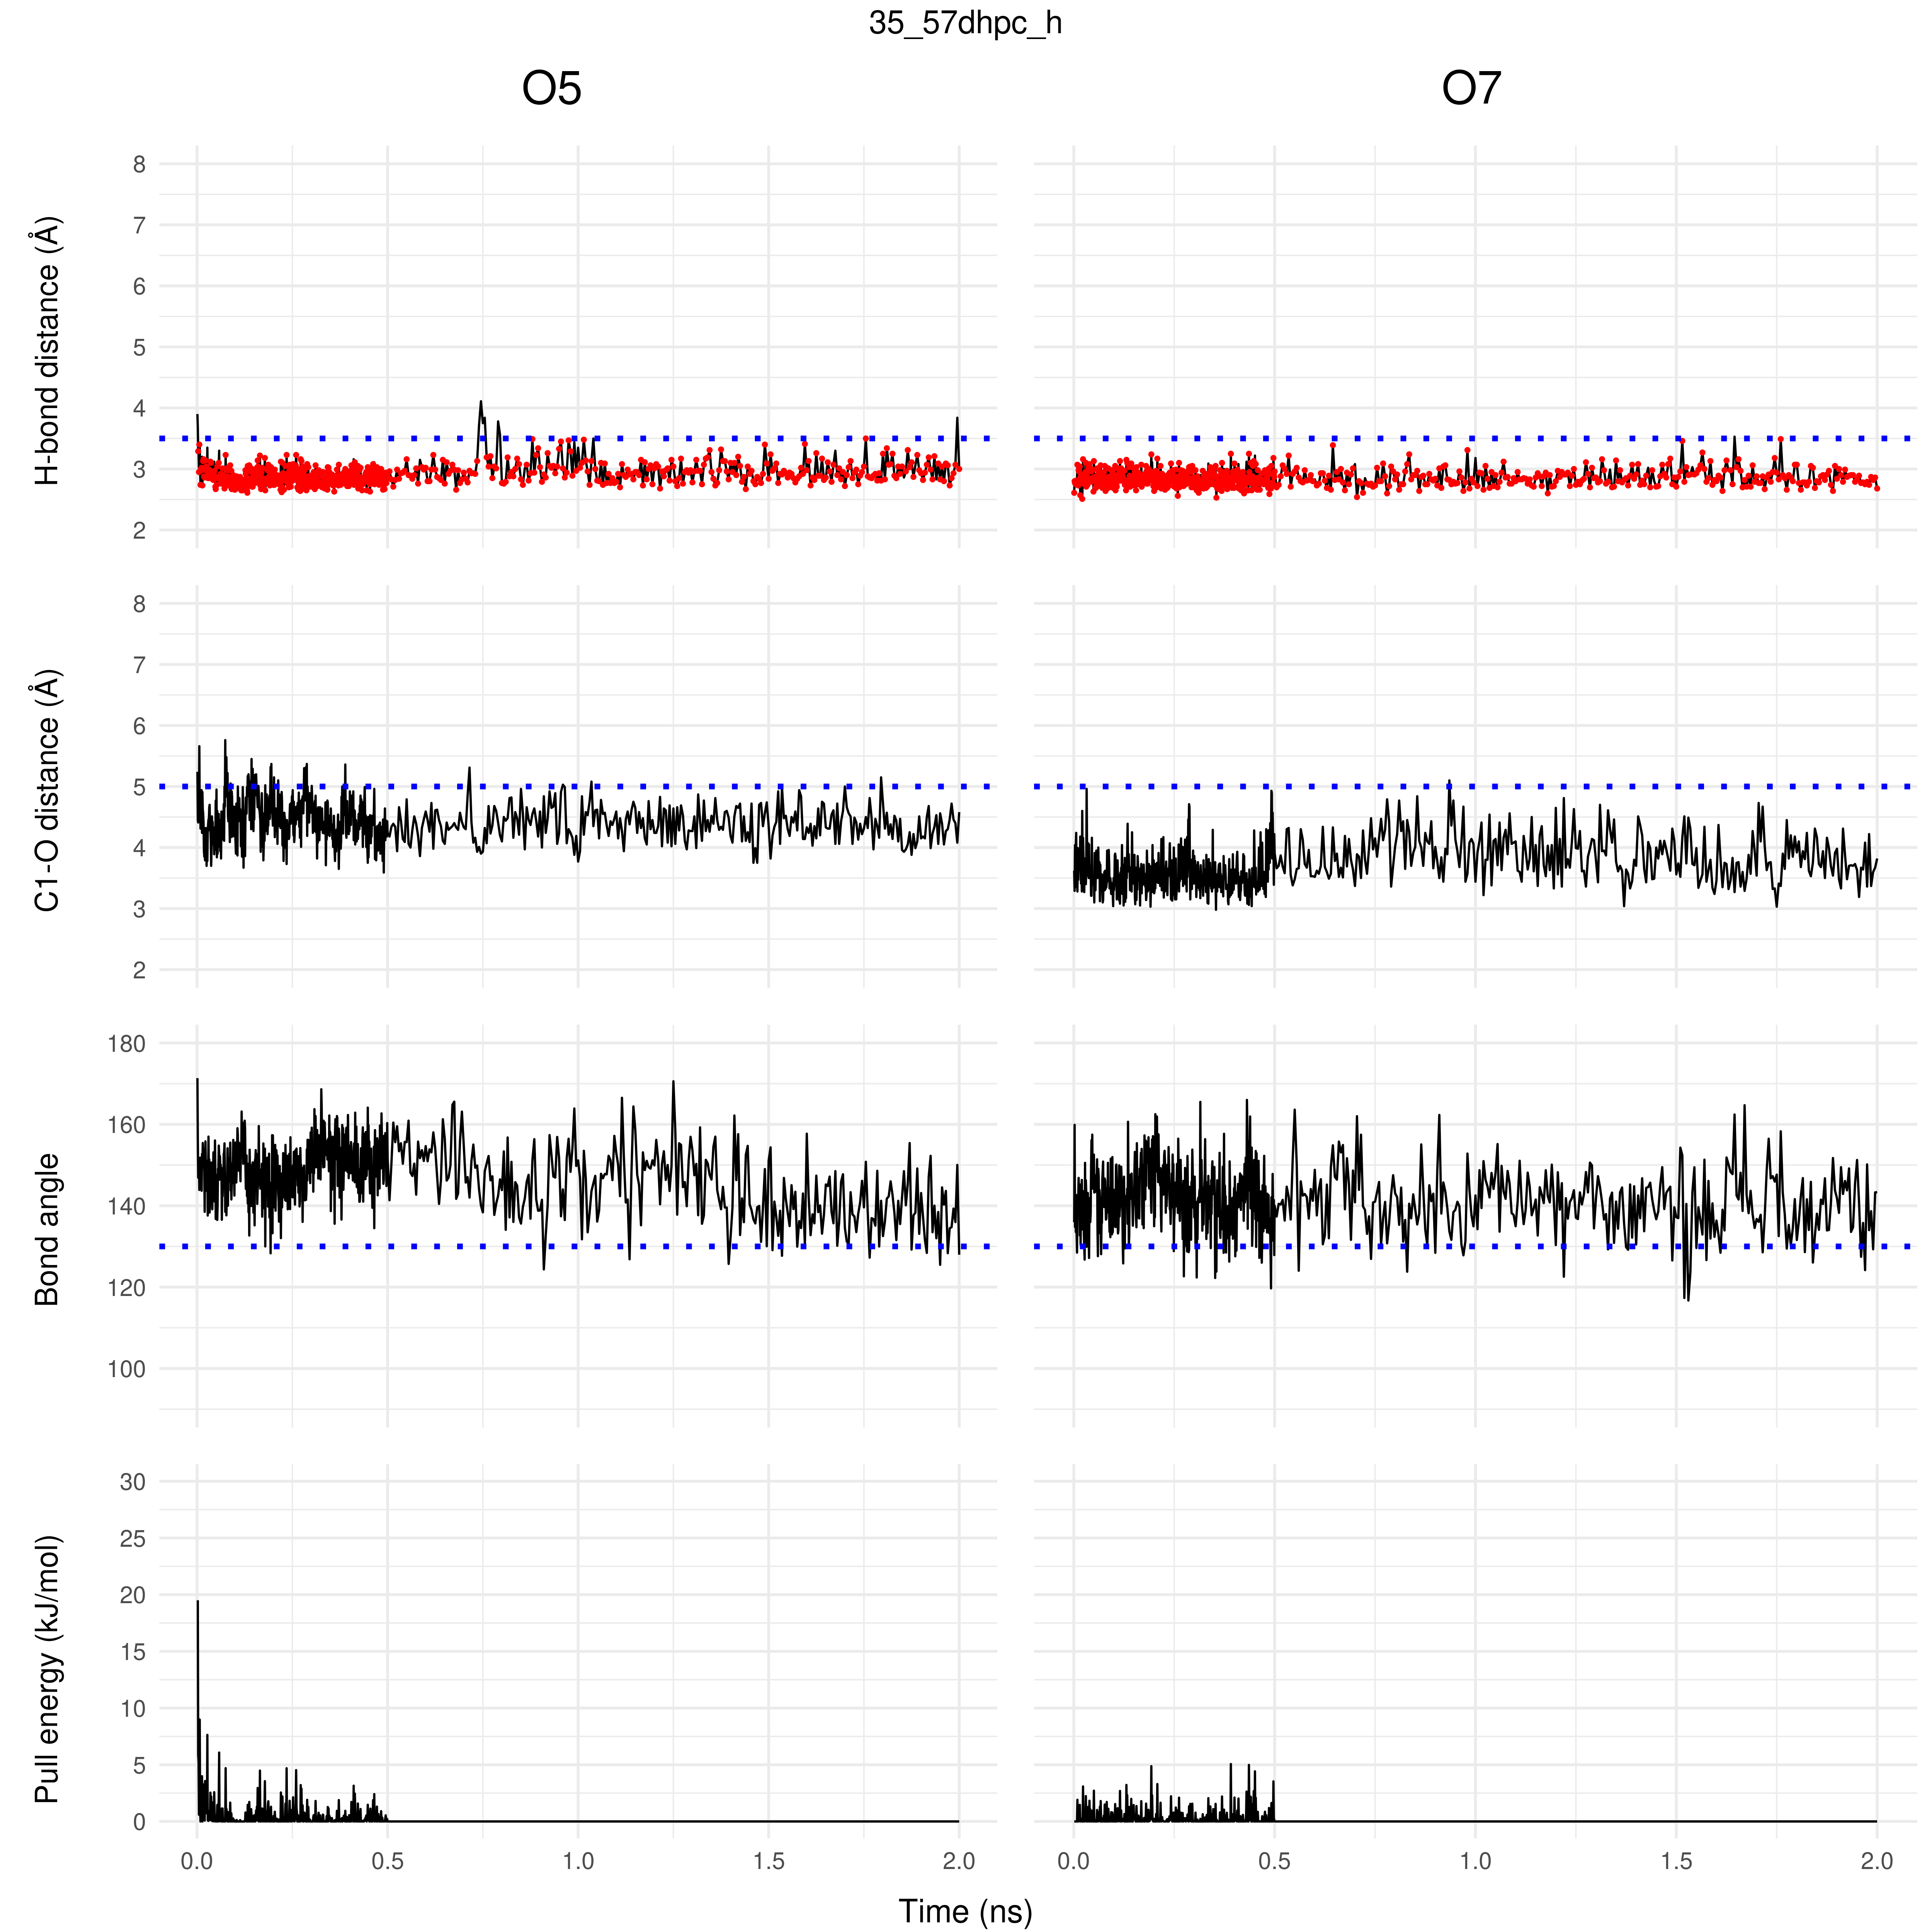 35_57dhpc_h
O5
O7
H-bond distance (Å)
8
7
6
5
4
3
2
C1-O distance (Å)
8
7
6
5
4
3
2
Bond angle
180
160
140
120
100
Pull energy (kJ/mol)
30
25
20
15
10
5
0
0.0 0.5 1.0 1.5 2.0
0.0 0.5 1.0 1.5 2.0
Time (ns)